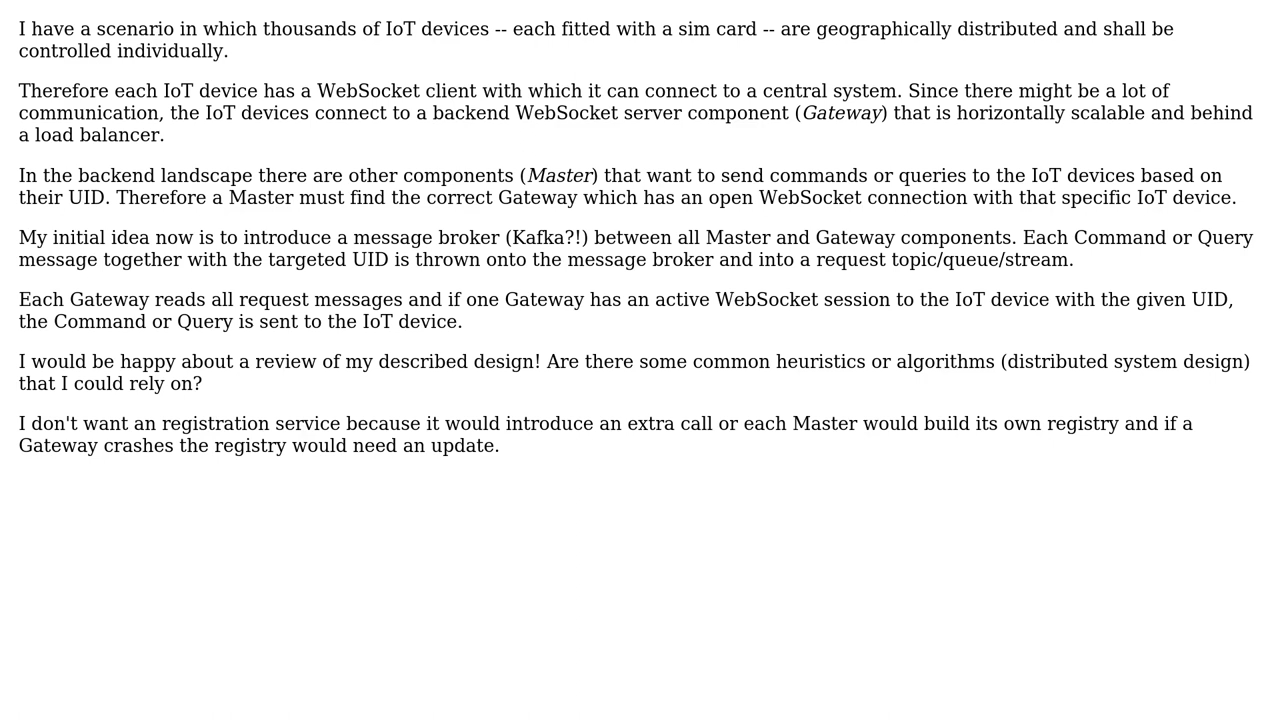 I have a scenario in which thousands of IoT devices -- each fitted with a sim card -- are geographically distributed and shall be
controlled individually.
Therefore each IoT device has a WebSocket client with which it can connect to a central system. Since there might be a lot of
communication, the IoT devices connect to a backend WebSocket server component (Gateway) that is horizontally scalable and behind
a load balancer.
In the backend landscape there are other components (Master) that want to send commands or queries to the IoT devices based on
their UID. Therefore a Master must find the correct Gateway which has an open WebSocket connection with that specific IoT device.
My initial idea now is to introduce a message broker (Kafka?!) between all Master and Gateway components. Each Command or Query
message together with the targeted UID is thrown onto the message broker and into a request topic/queue/stream.
Each Gateway reads all request messages and if one Gateway has an active WebSocket session to the IoT device with the given UID,
the Command or Query is sent to the IoT device.
I would be happy about a review of my described design! Are there some common heuristics or algorithms (distributed system design)
that I could rely on?
I don't want an registration service because it would introduce an extra call or each Master would build its own registry and if a
Gateway crashes the registry would need an update.